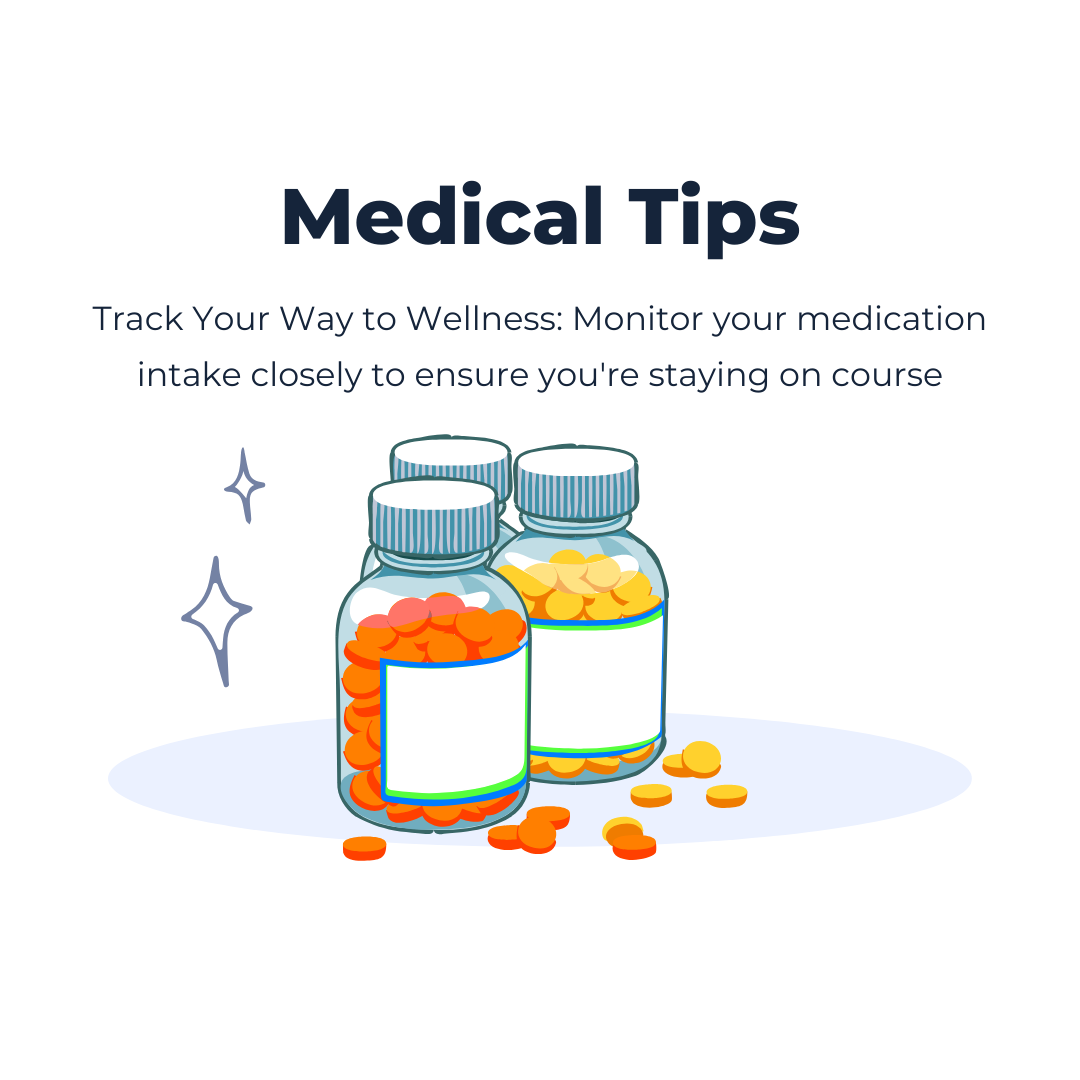 Medical Tips
Track Your Way to Wellness: Monitor your medication
intake closely to ensure you're staying on course